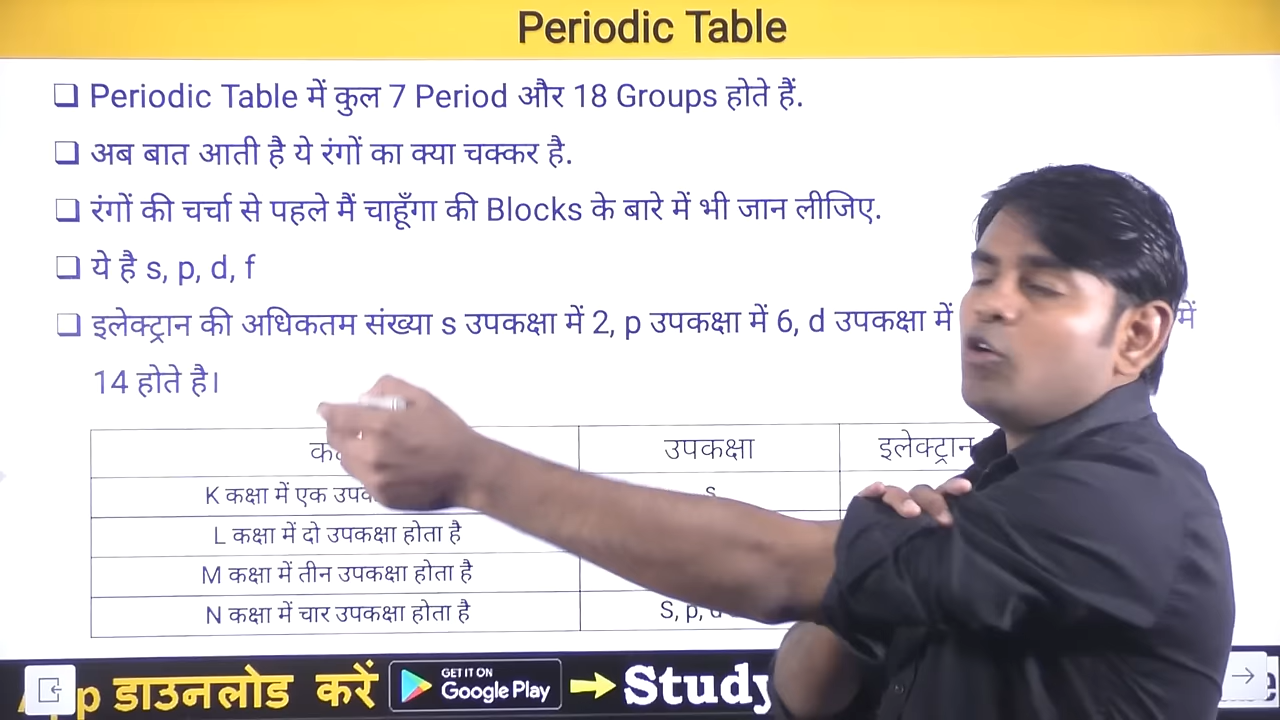 Periodic Table
❑ Periodic Table में कुल 7 Period और 18 Groups होते हैं.
❑ अब बात आती है ये रंगों का क्या चक्कर है.
❑ रंगों की चर्चा से पहले मैं चाहूँगा की Blocks के बारे में भी जान लीजिए.
❑ ये है s, p, d, f
❑ इलेक्ट्रान की अधिकतम संख्या s उपकक्षा में 2, p उपकक्षा में 6, d उपकक्षा में में
14 होते है।
उपकक्षा इलेक्ट्रान
K कक्षा में एक s
L कक्षा में दो उपकक्षा होता है
M कक्षा में तीन उपकक्षा होता है
N कक्षा में चार उपकक्षा होता है S, p, d
डाउनलोड करें GET IT ON Google Play Study